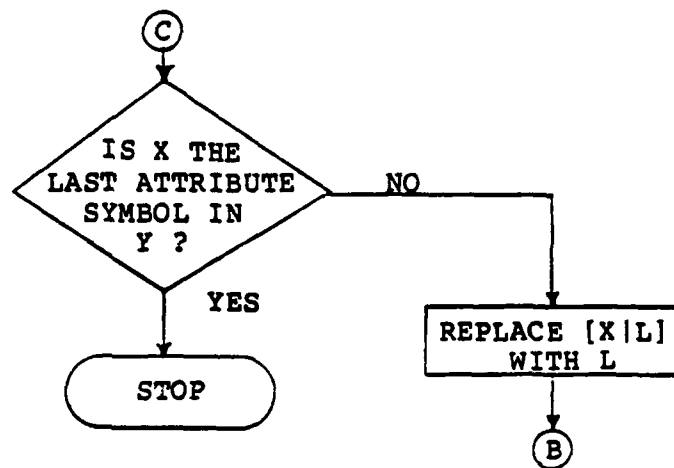 C
IS X THE
LAST ATTRIBUTE
SYMBOL IN
Y ?
NO
YES
REPLACE [X|L]
WITH L
STOP
B